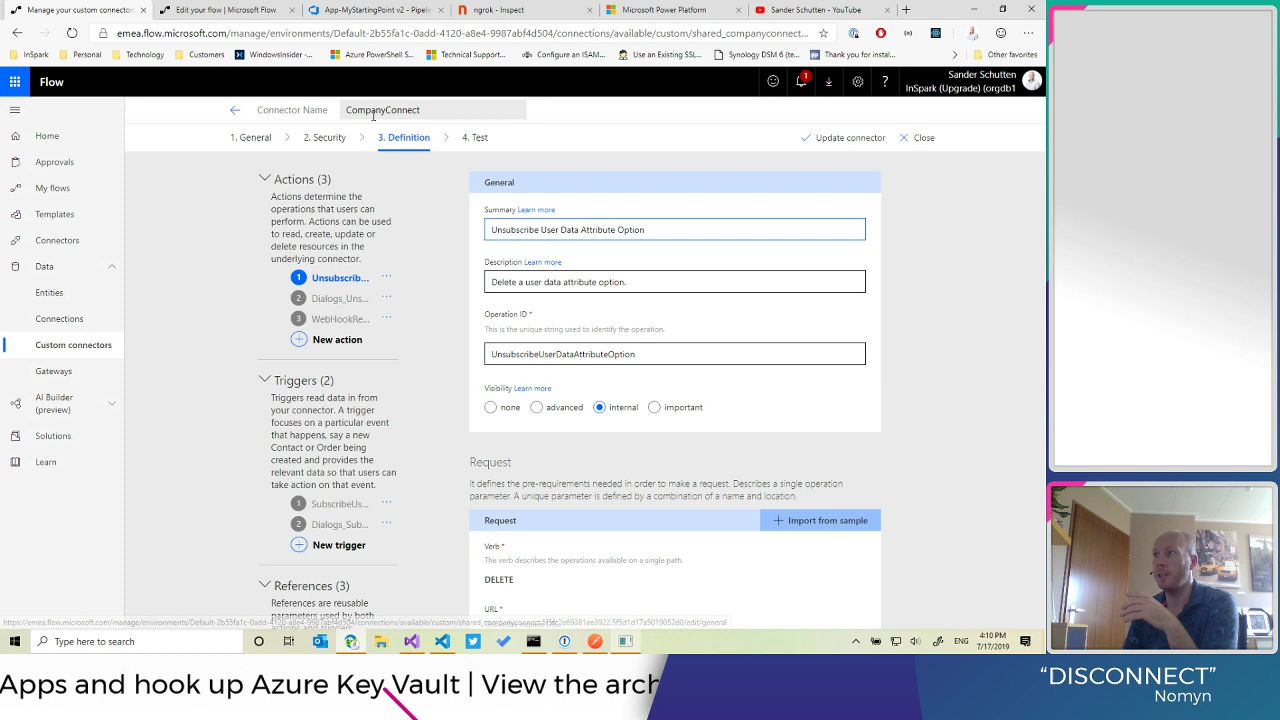 Manage your custom connector
Edit your flow | Microsoft Flow
App-MyStartingPoint v2 - Pipelin
ngrok - Inspect
Microsoft Power Platform
Sander Schutten - YouTube
emea.flow.microsoft.com/manage/environments/Default-2b55fa1c-0add-4120-a8e4-9987abf4d504/connections/available/custom/shared_companyconnect...
InSpark
Personal
Technology
Customers
WindowsInsider -
Azure PowerShell S...
Technical Support...
Configure an ISAM...
Use an Existing SSL...
Synology DSM 6 (te...
Thank you for instal...
Other favorites
Flow
1
?
Sander Schutten
InSpark (Upgrade) (orgdb1
Connector Name
CompanyConnect
1. General
2. Security
3. Definition
4. Test
Update connector
Close
Home
Approvals
My flows
Templates
Connectors
Data
Entities
Connections
Custom connectors
Gateways
AI Builder
(preview)
Solutions
Learn
Actions (3)
Actions determine the
operations that users can
perform. Actions can be used
to read, create, update or
delete resources in the
underlying connector.
1 Unsubscrib... ...
2 Dialogs_Uns... ...
3 WebHookRe... ...
New action
Triggers (2)
Triggers read data in from
your connector. A trigger
focuses on a particular event
that happens, say a new
Contact or Order being
created and provides the
relevant data so that users can
take action on that event.
1 SubscribeUs... ...
2 Dialogs_Sub... ...
New trigger
References (3)
References are reusable
parameters used by both
General
Summary Learn more
Unsubscribe User Data Attribute Option
Description Learn more
Delete a user data attribute option.
Operation ID *
This is the unique string used to identify the operation.
UnsubscribeUserDataAttributeOption
Visibility Learn more
none
advanced
internal
important
Request
It defines the pre-requirements needed in order to make a request. Describes a single operation
parameter. A unique parameter is defined by a combination of name and location.
Request
Import from sample
Verb *
The verb describes the operations available on a single path.
DELETE
URL *
Type here to search
ENG
4:10 PM
7/17/2019
Apps and hook up Azure Key Vault | View the arch
"DISCONNECT"
Nomyn